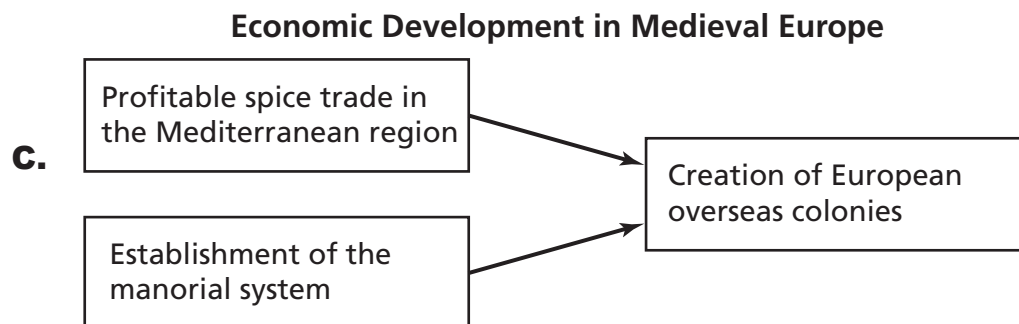 Economic Development in Medieval Europe
c.
Profitable spice trade in
the Mediterranean region
Establishment of the
manorial system
Creation of European
overseas colonies